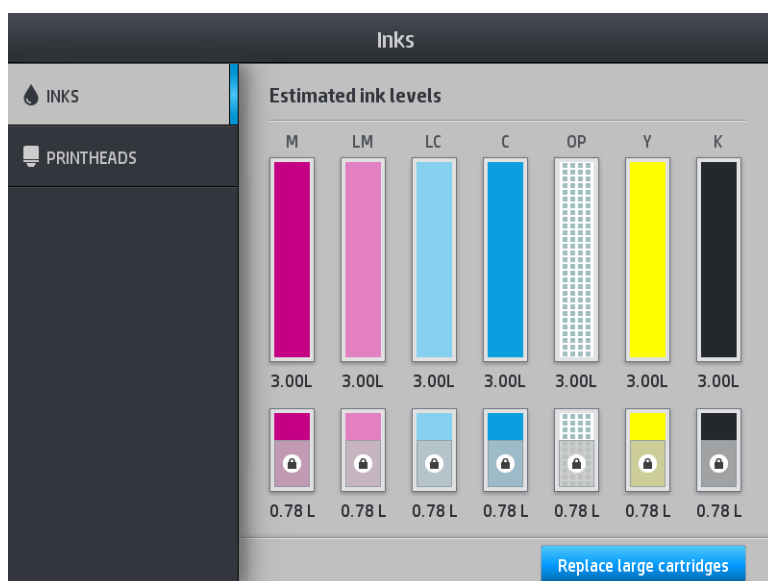 Inks
INKS
PRINTHEADS
Estimated ink levels
M LM LC C OP Y K
3.00L 3.00L 3.00L 3.00L 3.00L 3.00L 3.00L
0.78 L 0.78 L 0.78 L 0.78 L 0.78 L 0.78 L 0.78 L
Replace large cartridges